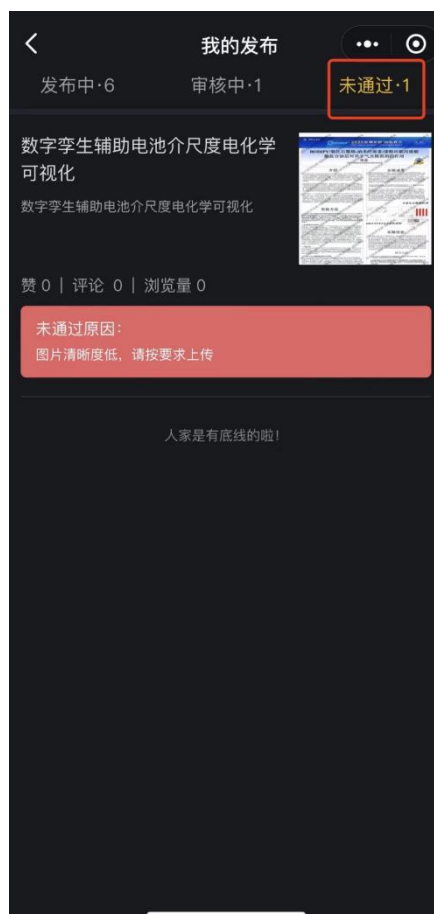 我的发布
发布中·6 审核中·1 未通过·1
数字孪生辅助电池介尺度电化学
可视化
数字孪生辅助电池介尺度电化学可视化
赞 0 | 评论 0 | 浏览量 0
未通过原因:
图片清晰度低,请按要求上传
人家是有底线的啦!